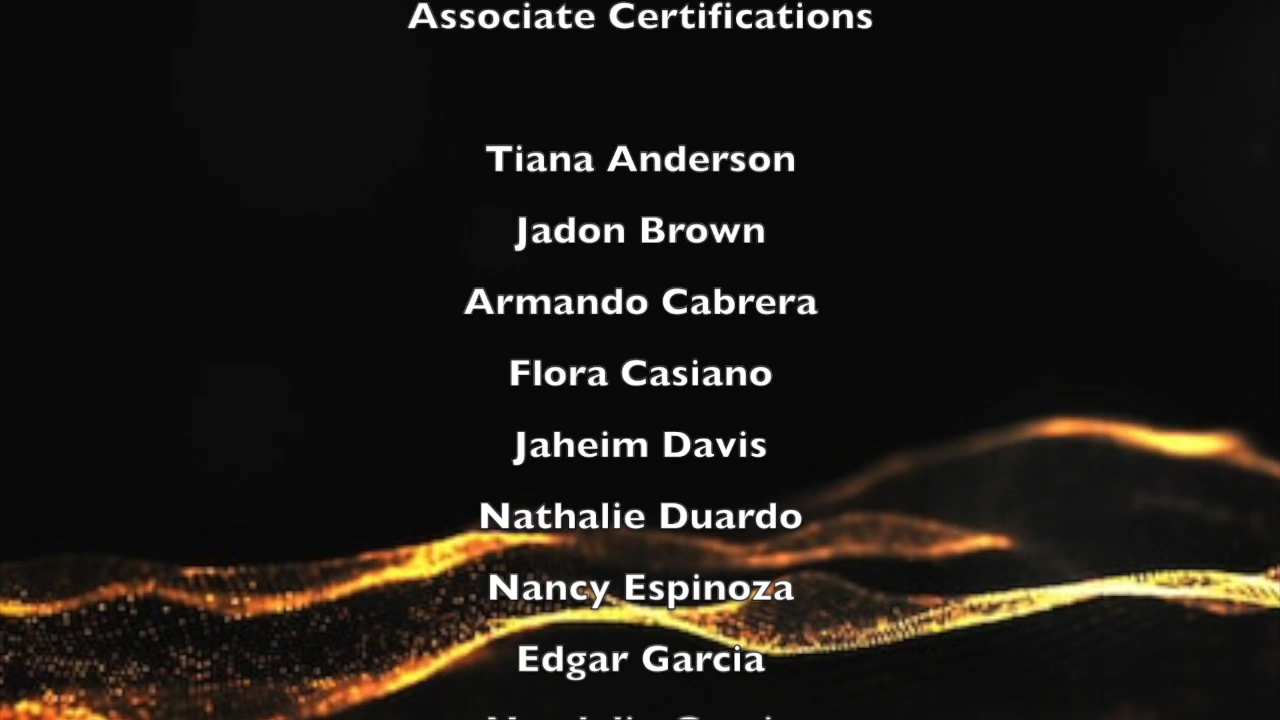 Associate Certifications
Tiana Anderson
Jadon Brown
Armando Cabrera
Flora Casiano
Jaheim Davis
Nathalie Duardo
Nancy Espinoza
Edgar Garcia